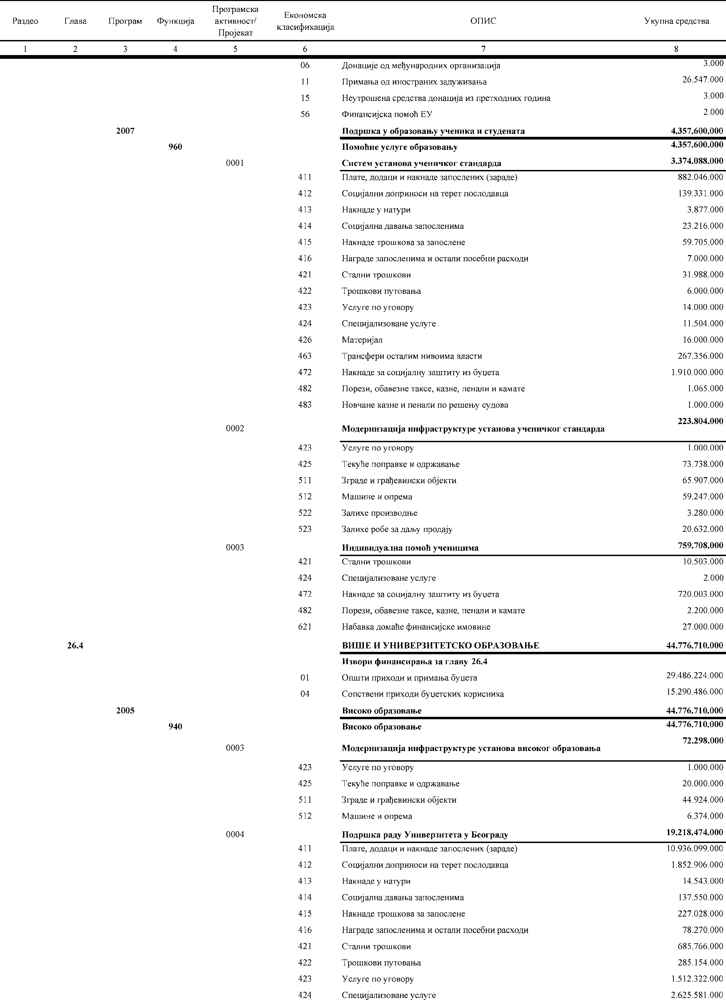 Раздео Глава Програм Функција Програмска активност/ Пројекат Економска класификација ОПИС Укупна средства
1 2 3 4 5 6 7 8
06 Донације од међународних организација 3.000
11 Примања од иностраних задуживања 26.547.000
15 Неутрошена средства донација из претходних година 3.000
56 Финансијска помоћ ЕУ 2.000
2007 Подршка у образовању ученика и студената 4.357.600.000
960 Помоћне услуге образовању 4.357.600.000
0001 Систем установа ученичког стандарда 3.374.088.000
411 Плате, додаци и накнаде запослених (зараде) 882.046.000
412 Социјални доприноси на терет послодавца 139.331.000
413 Накнаде у натури 3.877.000
414 Социјална давања запосленима 23.216.000
415 Накнаде трошкова за запослене 59.705.000
416 Награде запосленима и остали посебни расходи 7.000.000
421 Стални трошкови 31.988.000
422 Трошкови путовања 6.000.000
423 Услуге по уговору 14.000.000
424 Специјализоване услуге 11.504.000
426 Материјал 16.000.000
463 Трансфери осталим нивоима власти 267.356.000
472 Накнаде за социјалну заштиту из буџета 1.910.000.000
482 Порези, обавезне таксе, казне, пенали и камате 1.065.000
483 Новчане казне и пенали по решењу судова 1.000.000
0002 Модернизација инфраструктуре установа ученичког стандарда 223.804.000
423 Услуге по уговору 1.000.000
425 Текуће поправке и одржавање 73.738.000
511 Зграде и грађевински објекти 65.907.000
512 Машине и опрема 59.247.000
522 Залихе производње 3.280.000
523 Залихе робе за даљу продају 20.632.000
0003 Индивидуална помоћ ученицима 759.708.000
421 Стални трошкови 10.503.000
424 Специјализоване услуге 2.000
472 Накнаде за социјалну заштиту из буџета 720.003.000
482 Порези, обавезне таксе, казне, пенали и камате 2.200.000
621 Набавка домаће финансијске имовине 27.000.000
26.4 ВИШЕ И УНИВЕРЗИТЕТСКО ОБРАЗОВАЊЕ 44.776.710.000
Извори финансирања за главу 26.4
01 Општи приходи и примања буџета 29.486.224.000
04 Сопствени приходи буџетских корисника 15.290.486.000
2005 Високо образовање 44.776.710.000
940 Високо образовање 44.776.710.000
0003 Модернизација инфраструктуре установа високог образовања 72.298.000
423 Услуге по уговору 1.000.000
425 Текуће поправке и одржавање 20.000.000
511 Зграде и грађевински објекти 44.924.000
512 Машине и опрема 6.374.000
0004 Подршка раду Универзитета у Београду 19.218.474.000
411 Плате, додаци и накнаде запослених (зараде) 10.936.099.000
412 Социјални доприноси на терет послодавца 1.852.906.000
413 Накнаде у натури 14.543.000
414 Социјална давања запосленима 137.550.000
415 Накнаде трошкова за запослене 227.028.000
416 Награде запосленима и остали посебни расходи 78.270.000
421 Стални трошкови 685.766.000
422 Трошкови путовања 285.154.000
423 Услуге по уговору 1.512.322.000
424 Специјализоване услуге 2.625.581.000